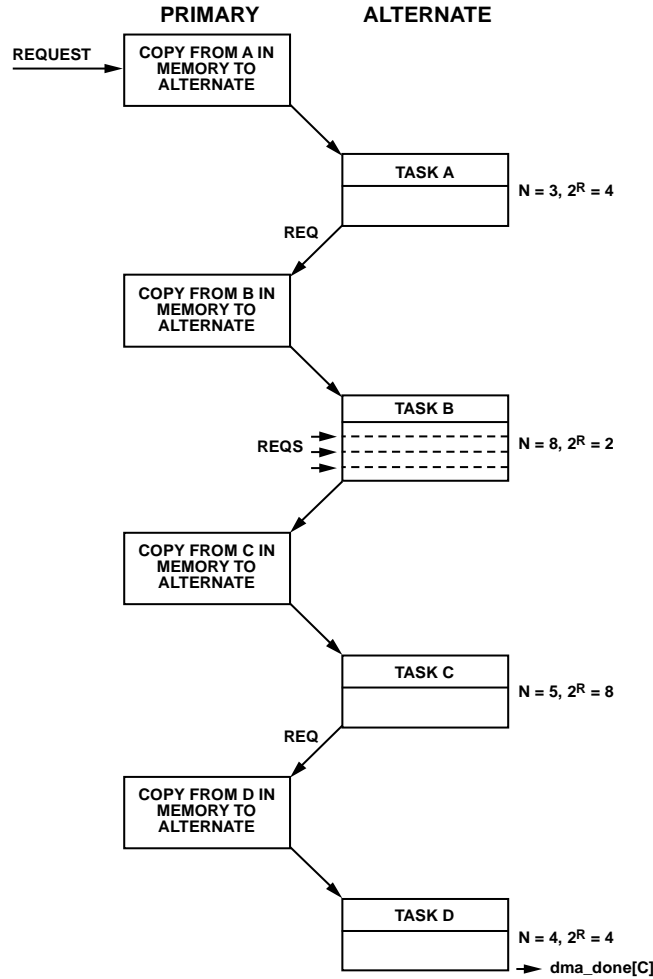 PRIMARY
ALTERNATE
REQUEST
COPY FROM A IN
MEMORY TO
ALTERNATE
TASK A
N = 3, 2ᴿ = 4
REQ
COPY FROM B IN
MEMORY TO
ALTERNATE
TASK B
REQS
N = 8, 2ᴿ = 2
COPY FROM C IN
MEMORY TO
ALTERNATE
TASK C
N = 5, 2ᴿ = 8
REQ
COPY FROM D IN
MEMORY TO
ALTERNATE
TASK D
N = 4, 2ᴿ = 4
dma_done[C]